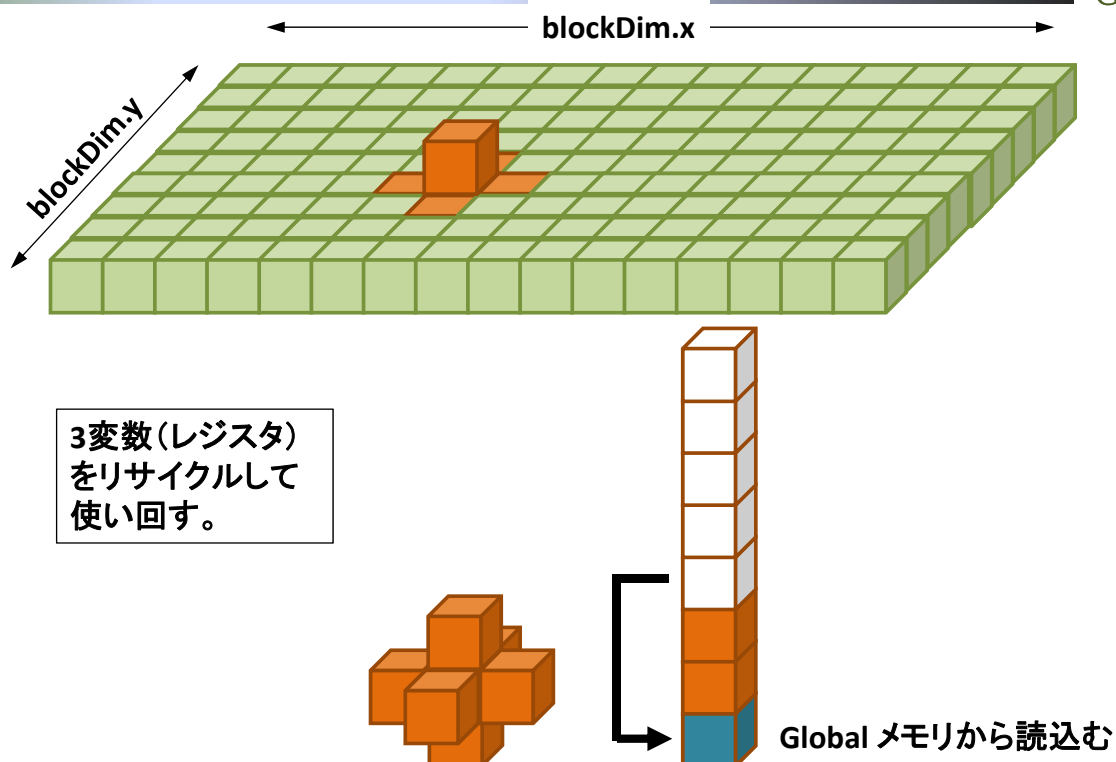 blockDim.x
blockDim.y
3変数（レジスタ）
をリサイクルして
使い回す。
Global メモリから読込む